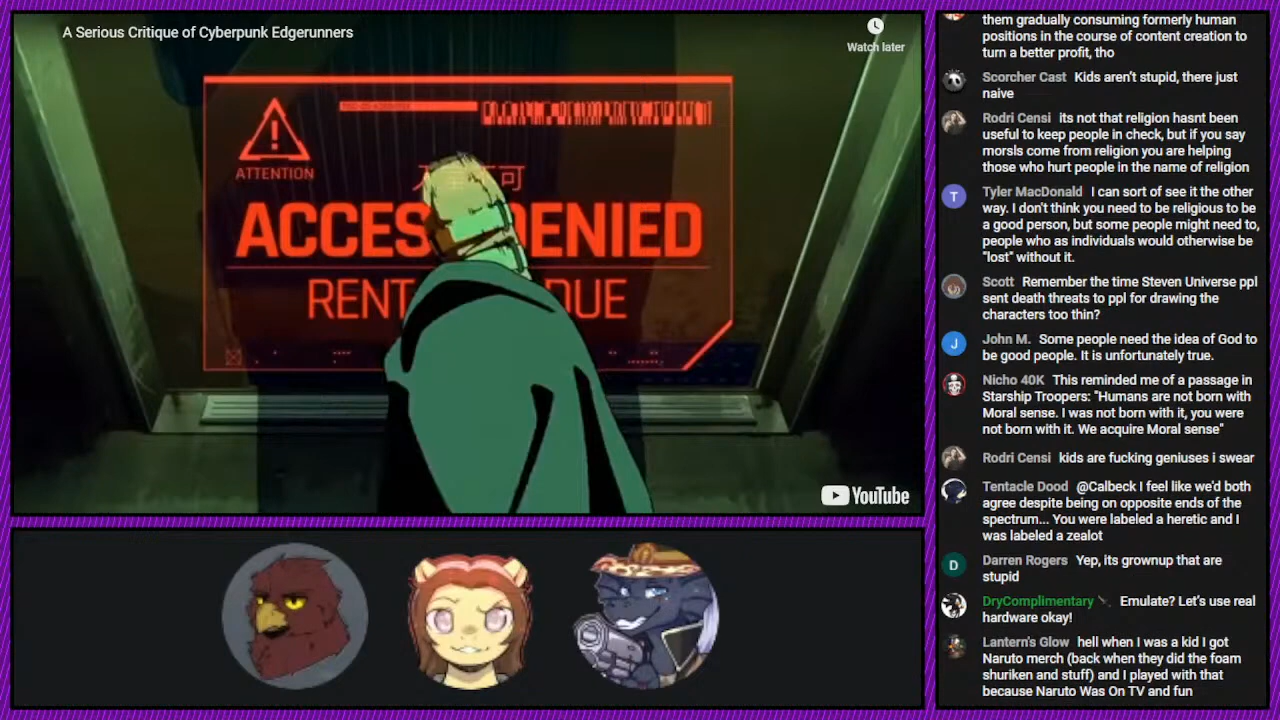 A Serious Critique of Cyberpunk Edgerunners
Watch later
ATTENTION
ACCES DENIED
RENT DUE
YouTube
them gradually consuming formerly human
positions in the course of content creation to
turn a better profit, tho
Scorcher Cast Kids aren't stupid, there just
naive
Rodri Censi its not that religion hasnt been
useful to keep people in check, but if you say
morsls come from religion you are helping
those who hurt people in the name of religion
T
Tyler MacDonald I can sort of see it the other
way. I don't think you need to be religious to be
a good person, but some people might need to,
people who as individuals would otherwise be
"lost" without it.
Scott Remember the time Steven Universe ppl
sent death threats to ppl for drawing the
characters too thin?
J
John M. Some people need the idea of God to
be good people. It is unfortunately true.
Nicho 40K This reminded me of a passage in
Starship Troopers: "Humans are not born with
Moral sense. I was not born with it, you were
not born with it. We acquire Moral sense"
Rodri Censi kids are fucking geniuses i swear
Tentacle Dood @Calbeck I feel like we'd both
agree despite being on opposite ends of the
spectrum... You were labeled a heretic and I
was labeled a zealot
D
Darren Rogers Yep, its grownup that are
stupid
DryComplimentary Emulate? Let's use real
hardware okay!
Lantern's Glow hell when I was a kid I got
Naruto merch (back when they did the foam
shuriken and stuff) and I played with that
because Naruto Was On TV and fun